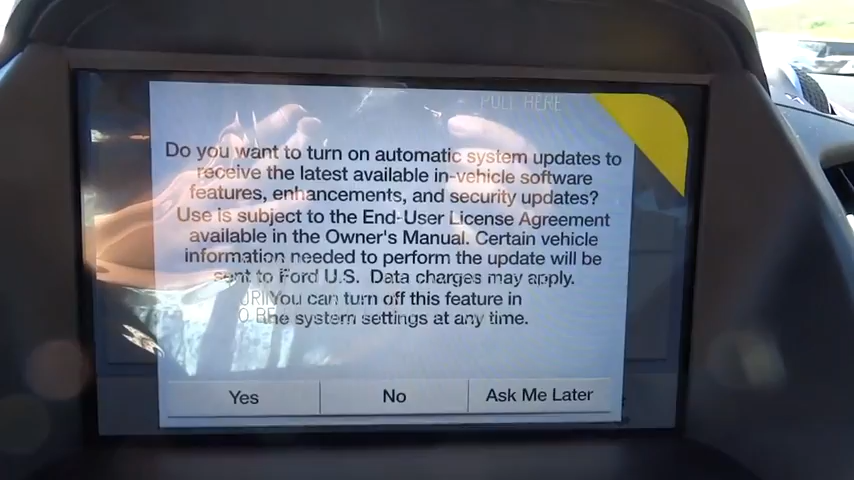 PULL HERE
Do you want to turn on automatic system updates to
receive the latest available in-vehicle software
features, enhancements, and security updates?
Use is subject to the End-User License Agreement
available in the Owner's Manual. Certain vehicle
information needed to perform the update will be
sent to Ford U.S. Data charges may apply.
You can turn off this feature in
the system settings at any time.
Yes
No
Ask Me Later